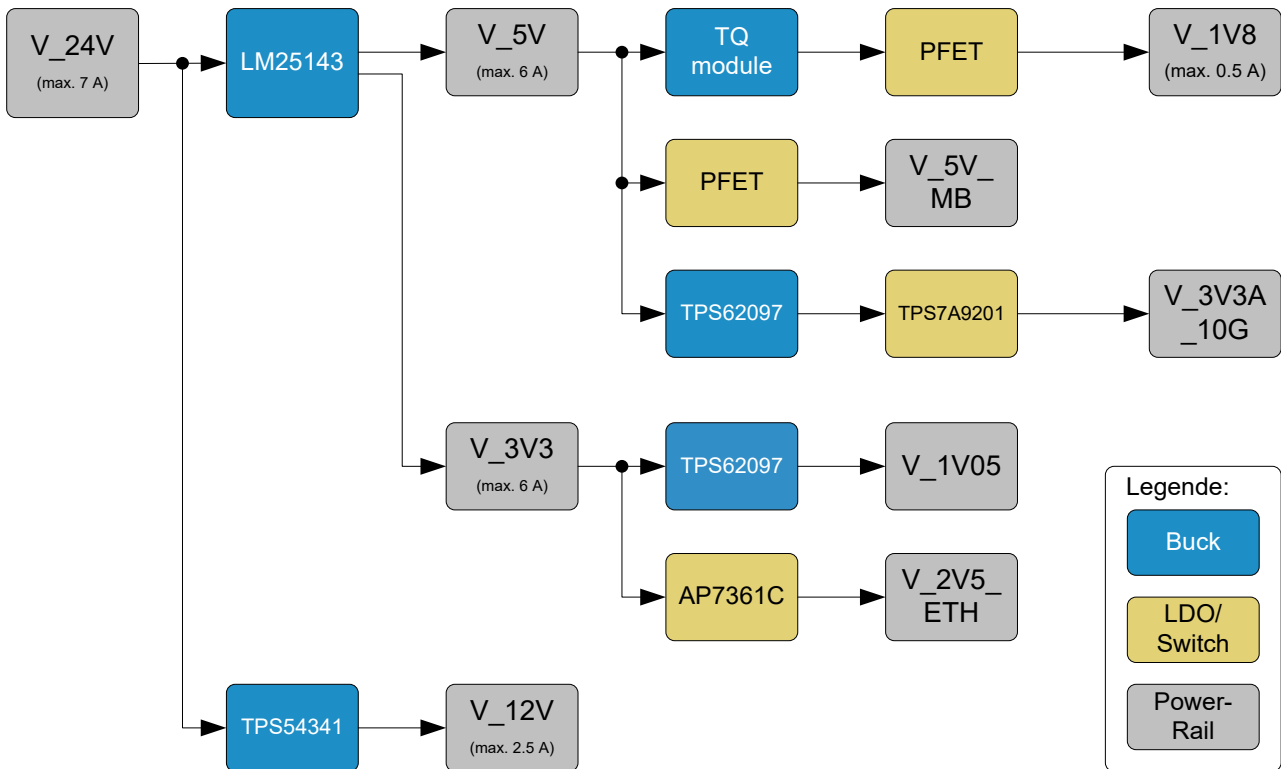 V_24V
(max. 7 A)
LM25143
V_5V
(max. 6 A)
TQ
module
PFET
V_1V8
(max. 0.5 A)
PFET
V_5V_
MB
TPS62097
TPS7A9201
V_3V3A
_10G
V_3V3
(max. 6 A)
TPS62097
V_1V05
AP7361C
V_2V5_
ETH
TPS54341
V_12V
(max. 2.5 A)
Legende:
Buck
LDO/
Switch
Power-
Rail